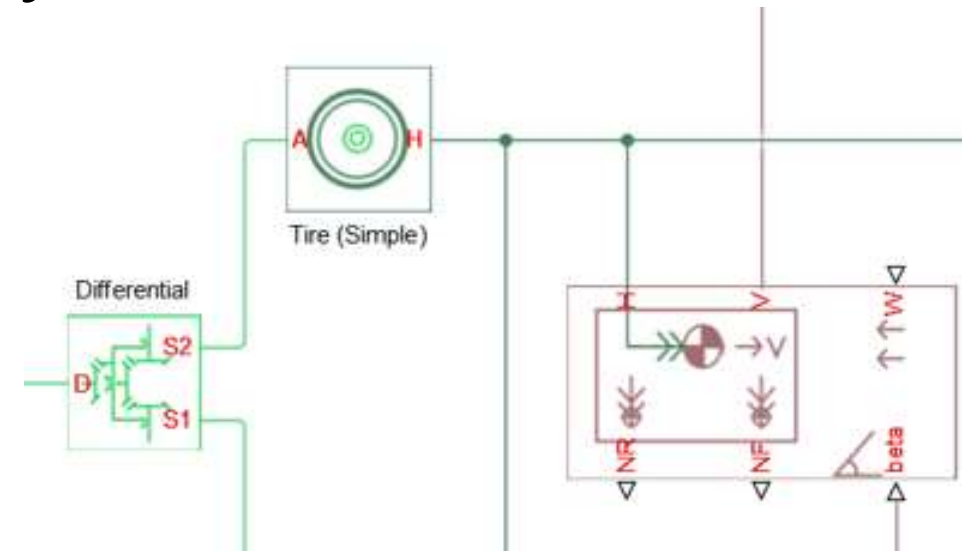 A
H
Tire (Simple)
Differential
S2
D
S1
H
V
W
V
NR
NF
beta